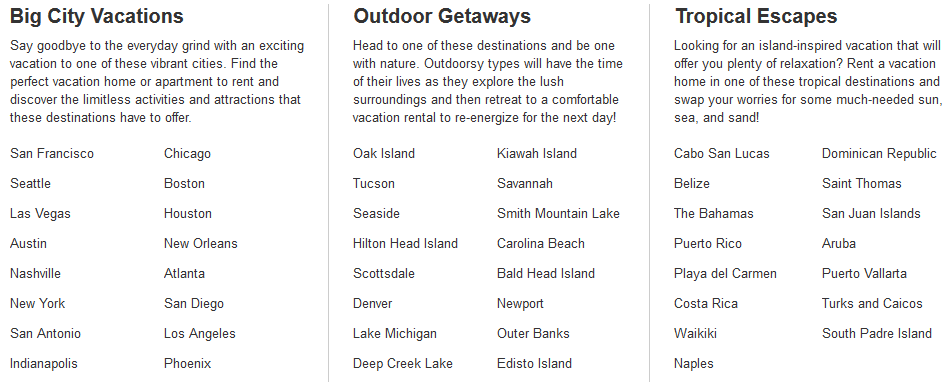 Big City Vacations
Say goodbye to the everyday grind with an exciting
vacation to one of these vibrant cities. Find the
perfect vacation home or apartment to rent and
discover the limitless activities and attractions that
these destinations have to offer.
San Francisco Chicago
Seattle Boston
Las Vegas Houston
Austin New Orleans
Nashville Atlanta
New York San Diego
San Antonio Los Angeles
Indianapolis Phoenix
Outdoor Getaways
Head to one of these destinations and be one
with nature. Outdoorsy types will have the time
of their lives as they explore the lush
surroundings and then retreat to a comfortable
vacation rental to re-energize for the next day!
Oak Island Kiawah Island
Tucson Savannah
Seaside Smith Mountain Lake
Hilton Head Island Carolina Beach
Scottsdale Bald Head Island
Denver Newport
Lake Michigan Outer Banks
Deep Creek Lake Edisto Island
Tropical Escapes
Looking for an island-inspired vacation that will
offer you plenty of relaxation? Rent a vacation
home in one of these tropical destinations and
swap your worries for some much-needed sun,
sea, and sand!
Cabo San Lucas Dominican Republic
Belize Saint Thomas
The Bahamas San Juan Islands
Puerto Rico Aruba
Playa del Carmen Puerto Vallarta
Costa Rica Turks and Caicos
Waikiki South Padre Island
Naples